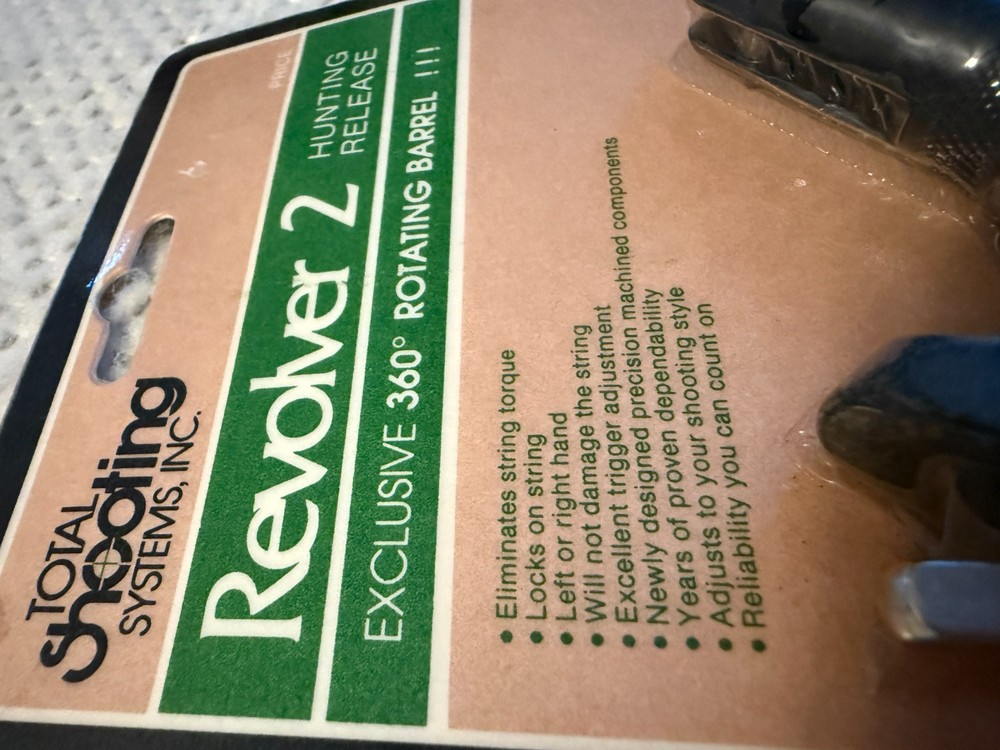 TOTAL
Shooting
SYSTEMS, INC.
PRICE
Revolver 2
HUNTING
RELEASE
EXCLUSIVE 360° ROTATING BARREL !!!
• Eliminates string torque
• Locks on string
• Left or right hand
• Will not damage the string
• Excellent trigger adjustment
• Newly designed precision machined components
• Years of proven dependability
• Adjusts to your shooting style
• Reliability you can count on